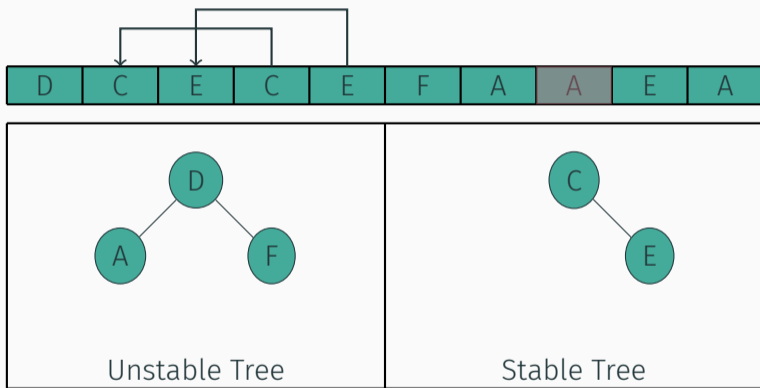 D C E C E F A A E A
D
C
A F
E
Unstable Tree
Stable Tree